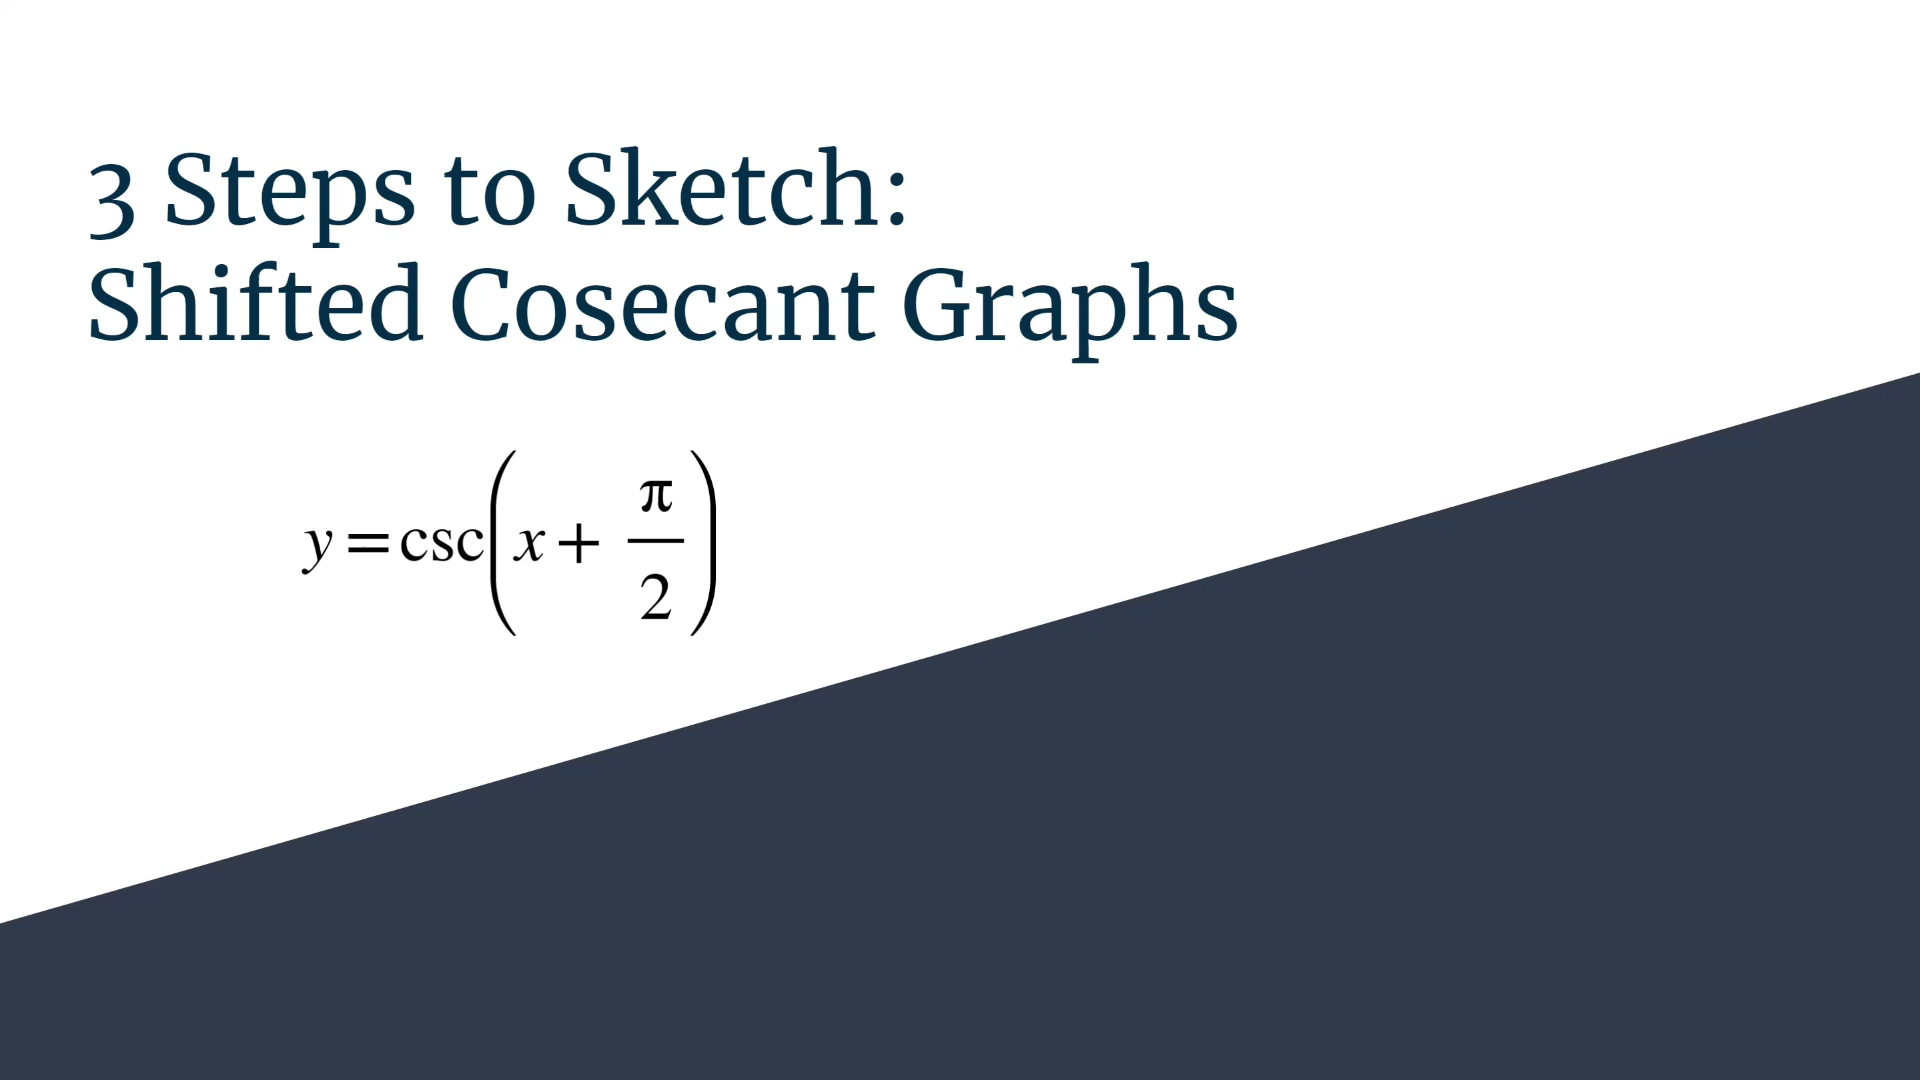 3 Steps to Sketch:
Shifted Cosecant Graphs
y=csc(x+ π/2)